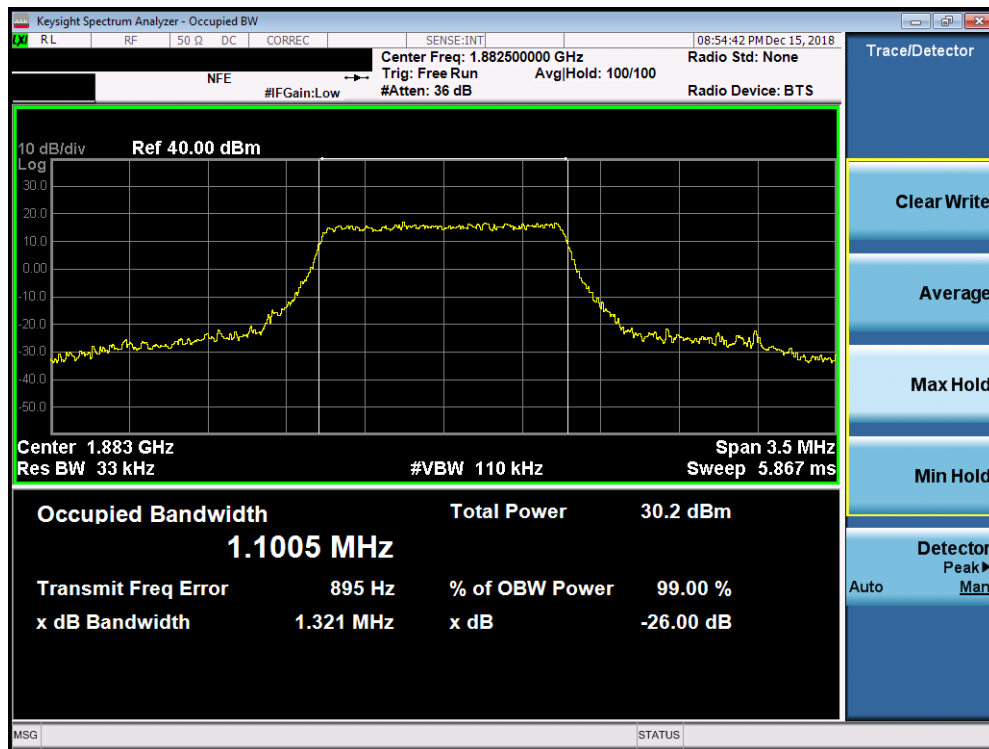 Keysight Spectrum Analyzer - Occupied BW
LXI RL RF 50 Ω DC CORREC SENSE:INT 08:54:42 PM Dec 15, 2018
Center Freq: 1.882500000 GHz Radio Std: None
NFE Trig: Free Run Avg|Hold: 100/100
#IFGain:Low #Atten: 36 dB Radio Device: BTS
10 dB/div Ref 40.00 dBm
Log
30.0
20.0
10.0
0.00
-10.0
-20.0
-30.0
-40.0
-50.0
Center 1.883 GHz Span 3.5 MHz
Res BW 33 kHz #VBW 110 kHz Sweep 5.867 ms
Occupied Bandwidth Total Power 30.2 dBm
1.1005 MHz
Transmit Freq Error 895 Hz % of OBW Power 99.00 %
x dB Bandwidth 1.321 MHz x dB -26.00 dB
MSG STATUS
Trace/Detector
Clear Write
Average
Max Hold
Min Hold
Detector
Peak
Auto Man